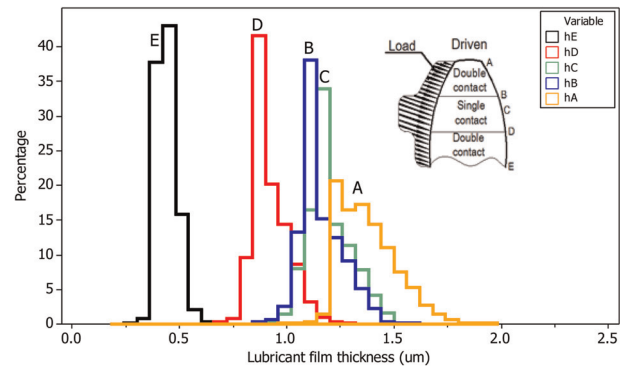 Variable
hE
hD
hC
hB
hA
Load
Driven
Double
contact
Single
contact
Double
contact
A
B
C
D
E
E
D
B
C
A
Percentage
40
35
30
25
20
15
10
5
0
0.0
0.5
1.0
1.5
2.0
2.5
Lubricant film thickness (um)